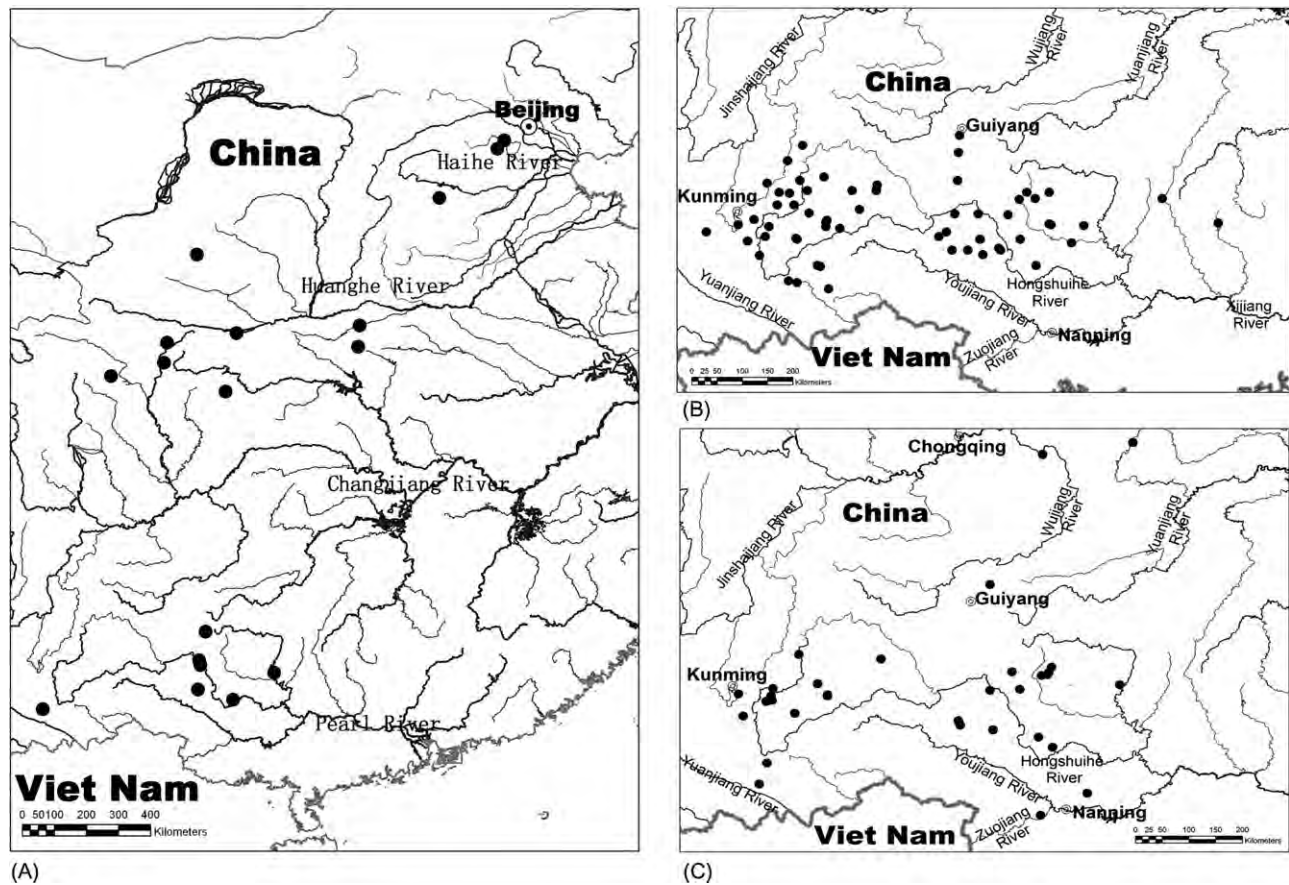 Beijing
China
Haihe River
Huanghe River
Changjiang River
Pearl River
Viet Nam
0 50100 200 300 400
Kilometers
(A)
Jinshajiang River
China
Wujiang
River
Yuanjiang
River
Guiyang
Kunming
Yuanjiang River
Youjiang River
Hongshuihe
River
Xijiang
River
Nanning
Zuojiang
River
Viet Nam
0 25 50 100 150 200
Kilometers
(B)
Chongqing
Jinshajiang River
China
Wujiang
River
Yuanjiang
River
Guiyang
Kunming
Yuanjiang River
Youjiang River
Hongshuihe
River
Nanning
Zuojiang
River
Viet Nam
0 25 50 100 150 200
Kilometers
(C)